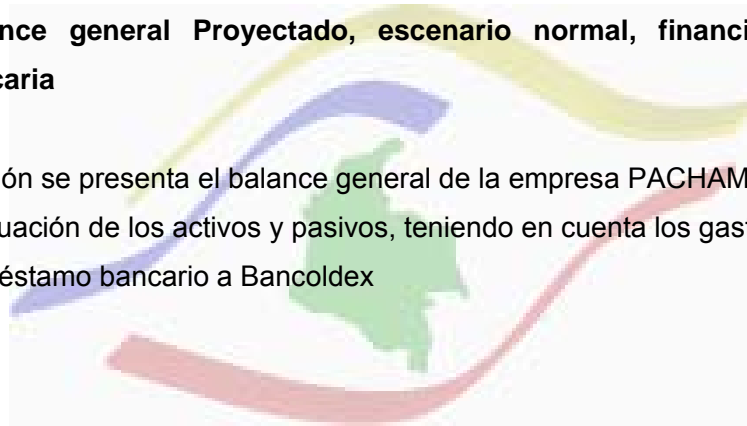 nce general Proyectado, escenario normal, financi
caria
ón se presenta el balance general de la empresa PACHAM
uación de los activos y pasivos, teniendo en cuenta los gast
éstamo bancario a Bancoldex